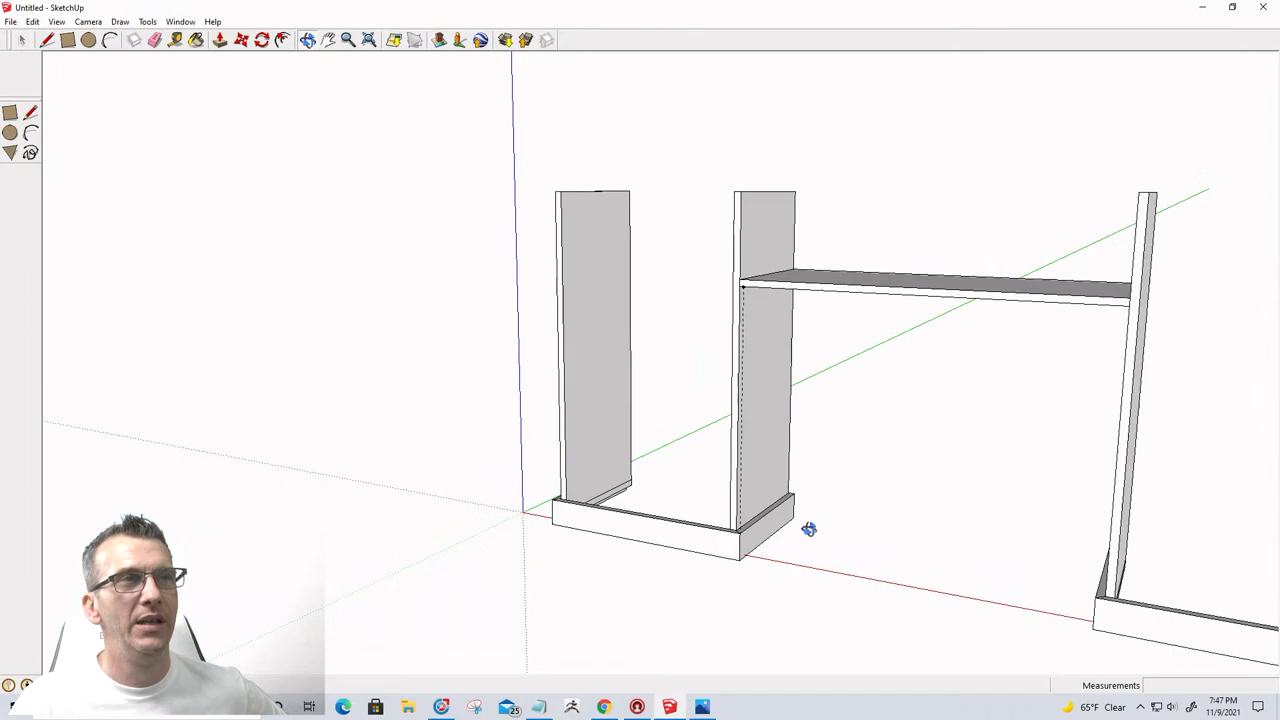 Untitled - SketchUp
File Edit View Camera Draw Tools Window Help
Measurements
25
65°F Clear
7:47 PM
11/9/2021